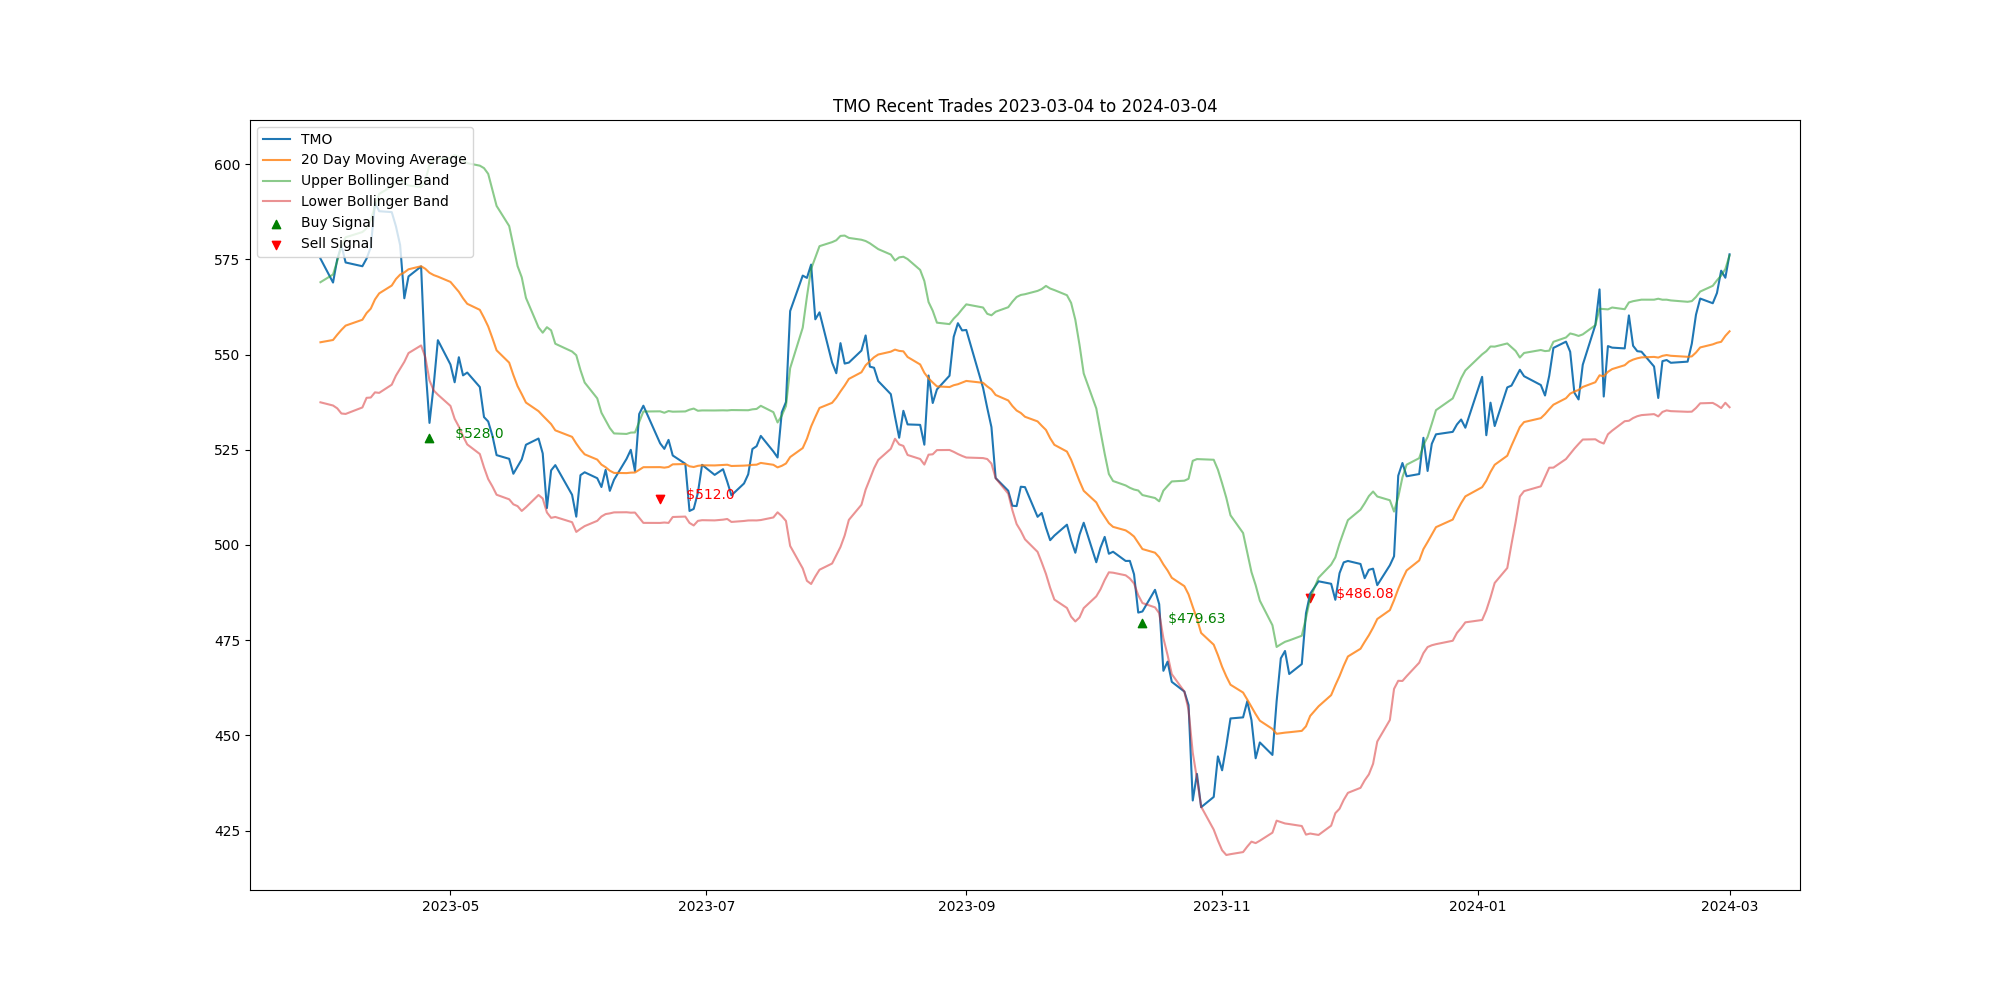 TMO Recent Trades 2023-03-04 to 2024-03-04
TMO
20 Day Moving Average
Upper Bollinger Band
Lower Bollinger Band
Buy Signal
Sell Signal
600
575
550
525
500
475
450
425
$528.0
$512.0
$479.63
$486.08
2023-05
2023-07
2023-09
2023-11
2024-01
2024-03